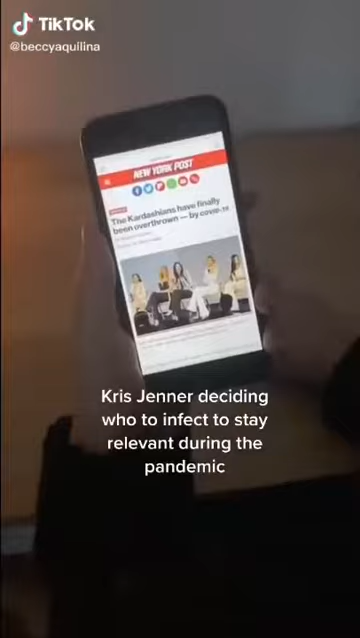 TikTok
@beccyaquilina
NEW YORK POST
The Kardashians have finally
been overthrown — by covid-19
Kris Jenner deciding
who to infect to stay
relevant during the
pandemic